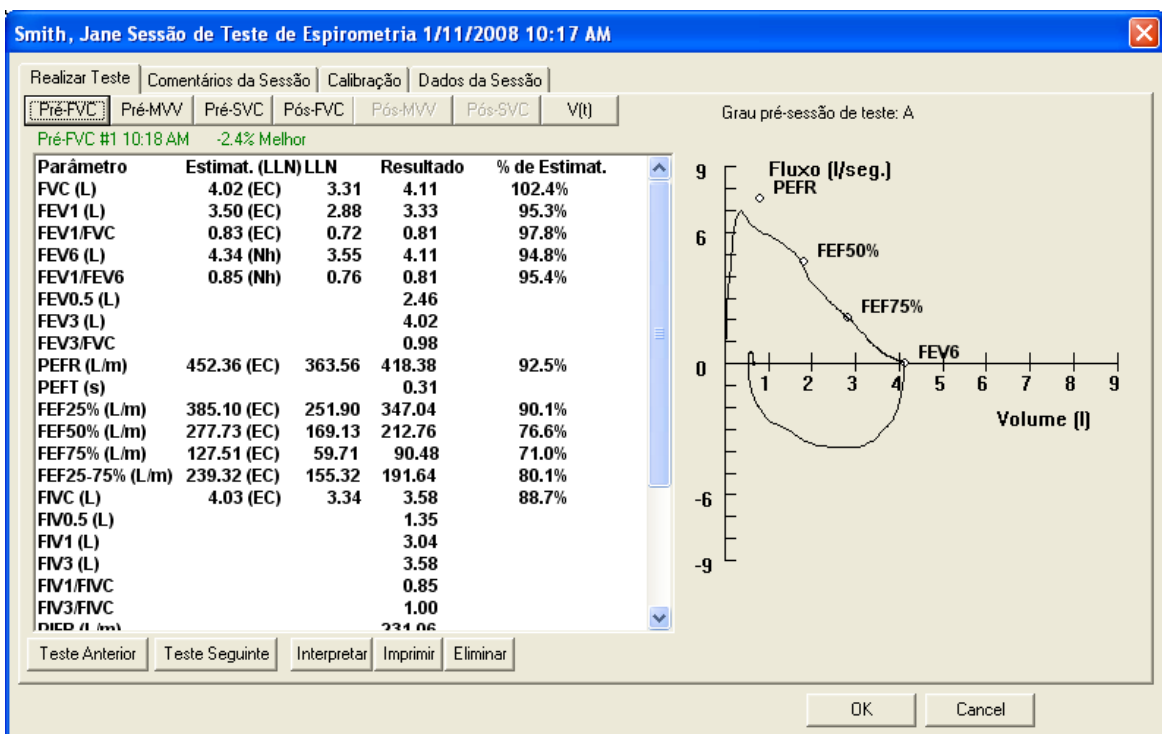 Smith, Jane Sessão de Teste de Espirometria 1/11/2008 10:17 AM
Realizar Teste Comentários da Sessão Calibração Dados da Sessão
Pré-FVC Pré-MVV Pré-SVC Pós-FVC Pós-MVV Pós-SVC V(t)
Grau pré-sessão de teste: A
Pré-FVC #1 10:18 AM -2.4% Melhor
Parâmetro Estimat. (LLN) LLN Resultado % de Estimat.
FVC (L) 4.02 (EC) 3.31 4.11 102.4%
FEV1 (L) 3.50 (EC) 2.88 3.33 95.3%
FEV1/FVC 0.83 (EC) 0.72 0.81 97.8%
FEV6 (L) 4.34 (Nh) 3.55 4.11 94.8%
FEV1/FEV6 0.85 (Nh) 0.76 0.81 95.4%
FEV0.5 (L) 2.46
FEV3 (L) 4.02
FEV3/FVC 0.98
PEFR (L/m) 452.36 (EC) 363.56 418.38 92.5%
PEFT (s) 0.31
FEF25% (L/m) 385.10 (EC) 251.90 347.04 90.1%
FEF50% (L/m) 277.73 (EC) 169.13 212.76 76.6%
FEF75% (L/m) 127.51 (EC) 59.71 90.48 71.0%
FEF25-75% (L/m) 239.32 (EC) 155.32 191.64 80.1%
FIVC (L) 4.03 (EC) 3.34 3.58 88.7%
FIV0.5 (L) 1.35
FIV1 (L) 3.04
FIV3 (L) 3.58
FIV1/FIVC 0.85
FIV3/FIVC 1.00
PIFR (L/m) 231.06
9 Fluxo (l/seg.)
PEFR
6
FEF50%
FEF75%
FEV6
0
1 2 3 4 5 6 7 8 9
Volume (l)
-6
-9
Teste Anterior Teste Seguinte Interpretar Imprimir Eliminar
OK Cancel